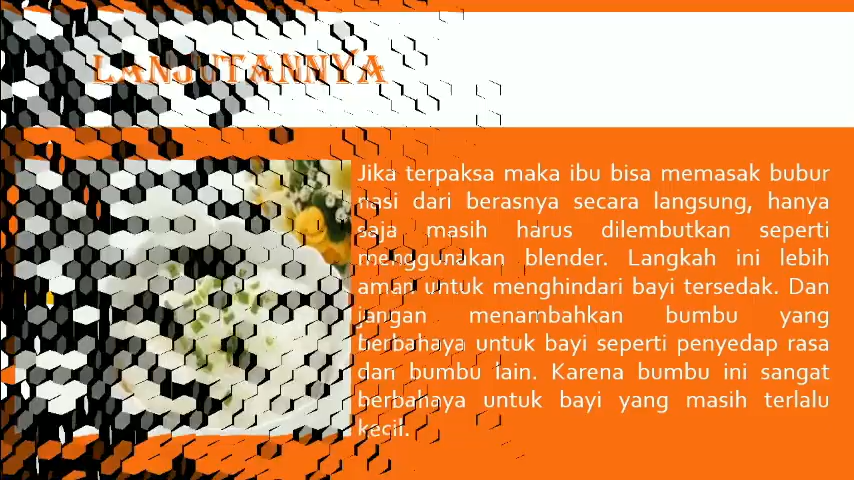 LANJUTANNYA
Jika terpaksa maka ibu bisa memasak bubur
nasi dari berasnya secara langsung, hanya
saja masih harus dilembutkan seperti
menggunakan blender. Langkah ini lebih
aman untuk menghindari bayi tersedak. Dan
jangan menambahkan bumbu yang
berbahaya untuk bayi seperti penyedap rasa
dan bumbu lain. Karena bumbu ini sangat
berbahaya untuk bayi yang masih terlalu
kecil.